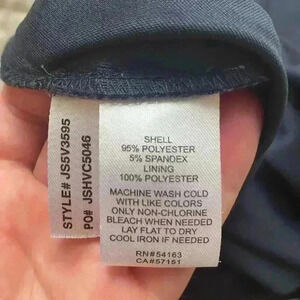 STYLE# JS5V3595
PO# JSHYC5046
SHELL
95% POLYESTER
5% SPANDEX
LINING
100% POLYESTER
MACHINE WASH COLD
WITH LIKE COLORS
ONLY NON-CHLORINE
BLEACH WHEN NEEDED
LAY FLAT TO DRY
COOL IRON IF NEEDED
RN#54163
CA#57151